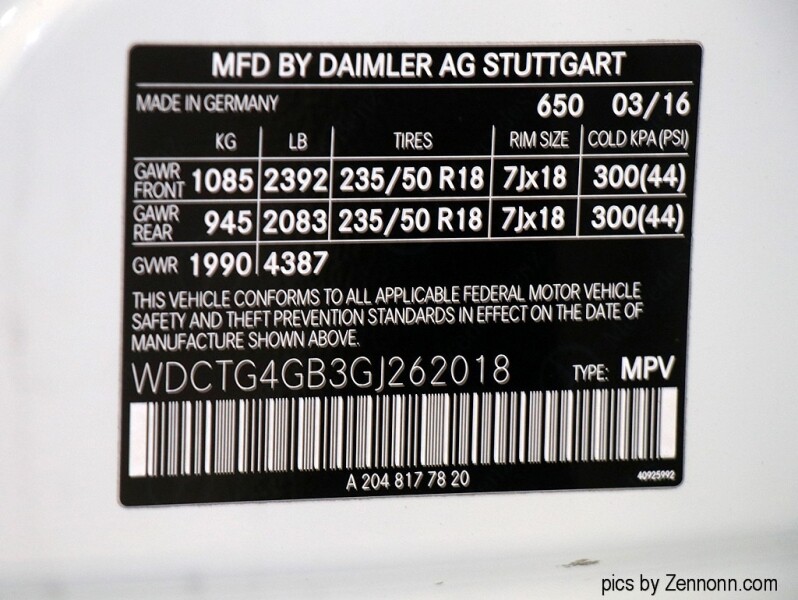 MFD BY DAIMLER AG STUTTGART
MADE IN GERMANY 650 03/16
KG LB TIRES RIM SIZE COLD KPA (PSI)
GAWR FRONT 1085 2392 235/50 R18 7Jx18 300(44)
GAWR REAR 945 2083 235/50 R18 7Jx18 300(44)
GVWR 1990 4387
THIS VEHICLE CONFORMS TO ALL APPLICABLE FEDERAL MOTOR VEHICLE
SAFETY AND THEFT PREVENTION STANDARDS IN EFFECT ON THE DATE OF
MANUFACTURE SHOWN ABOVE.
WDCTG4GB3GJ262018 TYPE: MPV
A 204 817 78 20 40925992
pics by Zennonn.com